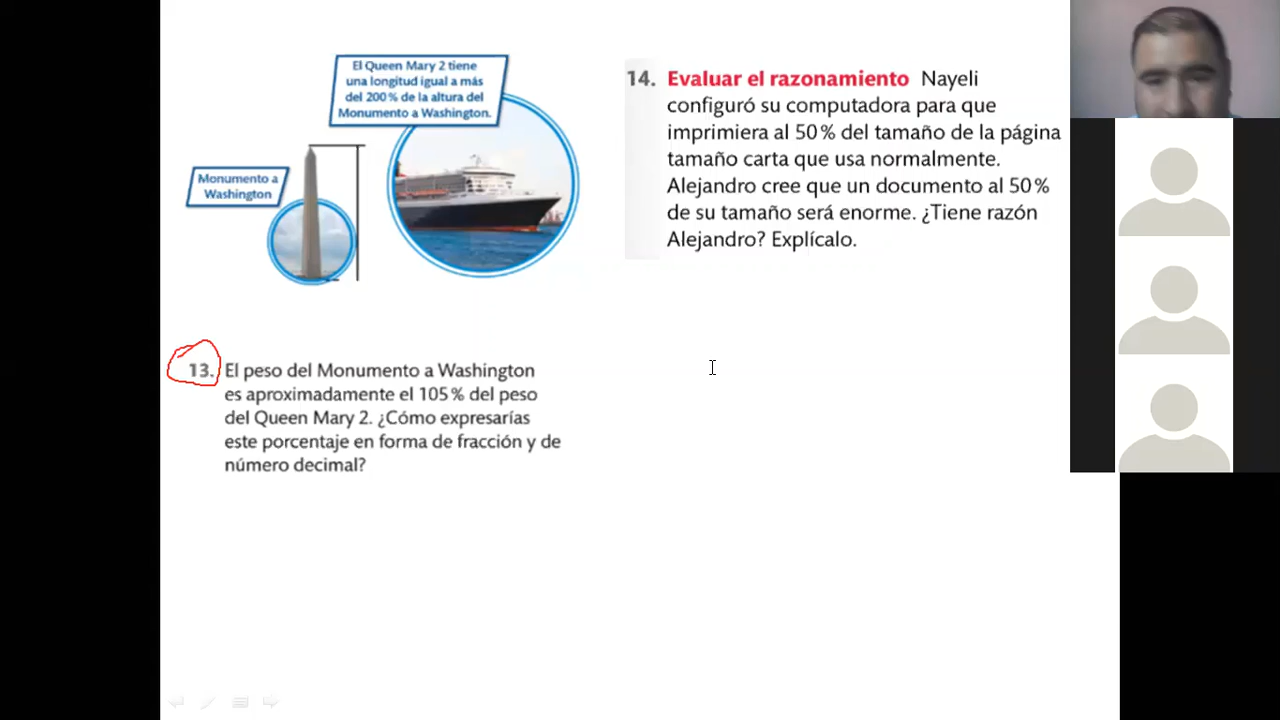 El Queen Mary 2 tiene
una longitud igual a más
del 200% de la altura del
Monumento a Washington.
Monumento a
Washington
13. El peso del Monumento a Washington
es aproximadamente el 105% del peso
del Queen Mary 2. ¿Cómo expresarías
este porcentaje en forma de fracción y de
número decimal?
14. Evaluar el razonamiento Nayeli
configuró su computadora para que
imprimiera al 50% del tamaño de la página
tamaño carta que usa normalmente.
Alejandro cree que un documento al 50%
de su tamaño será enorme. ¿Tiene razón
Alejandro? Explícalo.